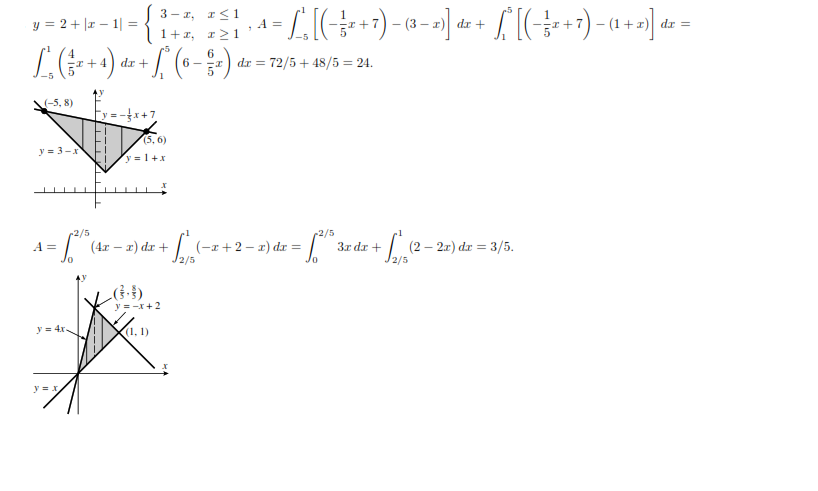 y = 2 + |x − 1| = { 3 − x, x ≤ 1 1 + x, x ≥ 1 , A = ∫_{−5}^{1} [(−1/5 x + 7) − (3 − x)] dx + ∫_{1}^{5} [(−1/5 x + 7) − (1 + x)] dx =
∫_{−5}^{1} (4/5 x + 4) dx + ∫_{1}^{5} (6 − 6/5 x) dx = 72/5 + 48/5 = 24.
y
(−5, 8)
y = −1/5 x + 7
(5, 6)
y = 3 − x
y = 1 + x
x
A = ∫_{0}^{2/5} (4x − x) dx + ∫_{2/5}^{1} (−x + 2 − x) dx = ∫_{0}^{2/5} 3x dx + ∫_{2/5}^{1} (2 − 2x) dx = 3/5.
y
(2/5, 8/5)
y = −x + 2
y = 4x
(1, 1)
x
y = x